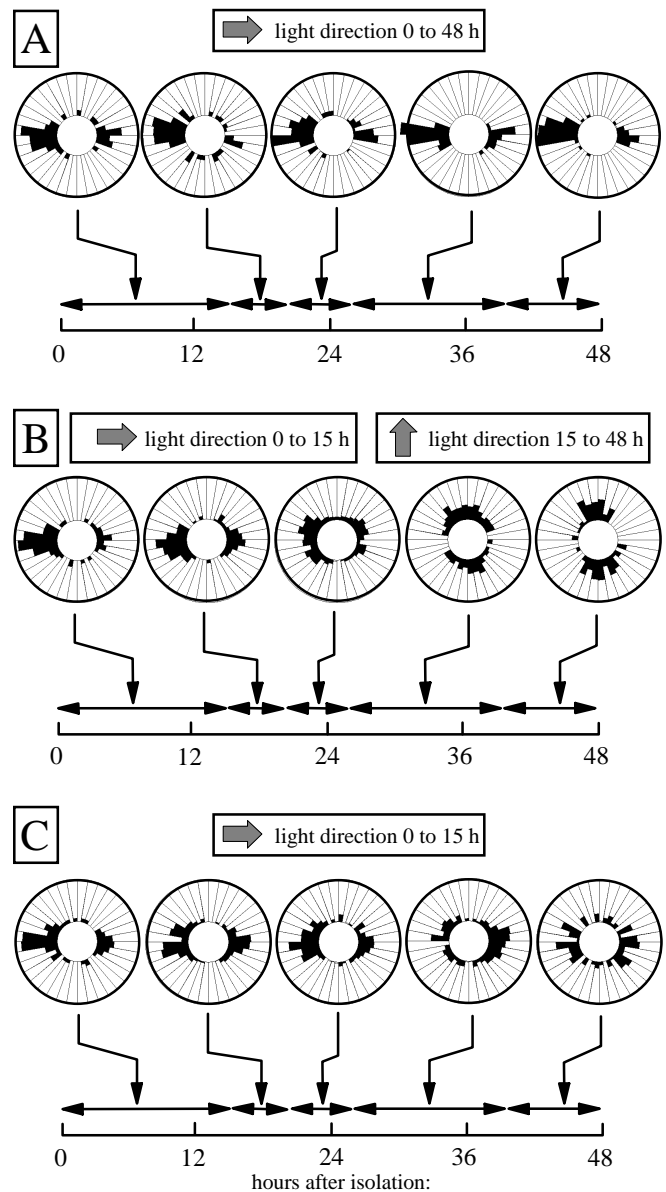 A
light direction 0 to 48 h
0 12 24 36 48
B
light direction 0 to 15 h
light direction 15 to 48 h
0 12 24 36 48
C
light direction 0 to 15 h
0 12 24 36 48
hours after isolation: